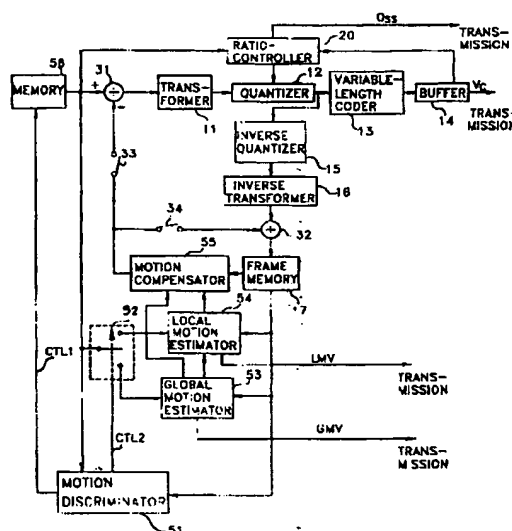 Qss
TRANS-
MISSION
20
RATIO-
CONTROLLER
58
MEMORY
31
+
-
TRANS-
FORMER
11
12
QUANTIZER
VARIABLE-
LENGTH
CODER
13
BUFFER
14
VC
TRANS-
MISSION
INVERSE
QUANTIZER
15
33
INVERSE
TRANSFORMER
16
34
32
55
MOTION
COMPENSATOR
FRAME
MEMORY
17
54
52
LOCAL
MOTION
ESTIMATOR
LMV
TRANS-
MISSION
CTL1
53
GLOBAL
MOTION
ESTIMATOR
GMV
TRANS-
MISSION
CTL2
MOTION
DISCRIMINATOR
51